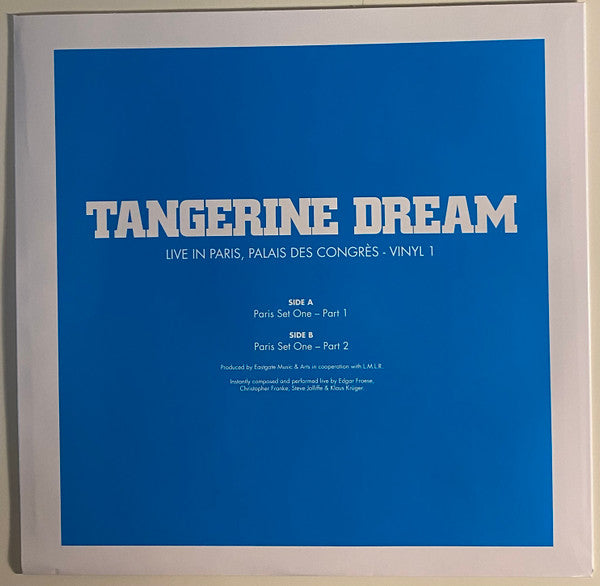 TANGERINE DREAM
LIVE IN PARIS, PALAIS DES CONGRÈS - VINYL 1
SIDE A
Paris Set One – Part 1
SIDE B
Paris Set One – Part 2
Produced by Eastgate Music & Arts in cooperation with L.M.L.R.
Instantly composed and performed live by Edgar Froese,
Christopher Franke, Steve Jolliffe & Klaus Krüger.